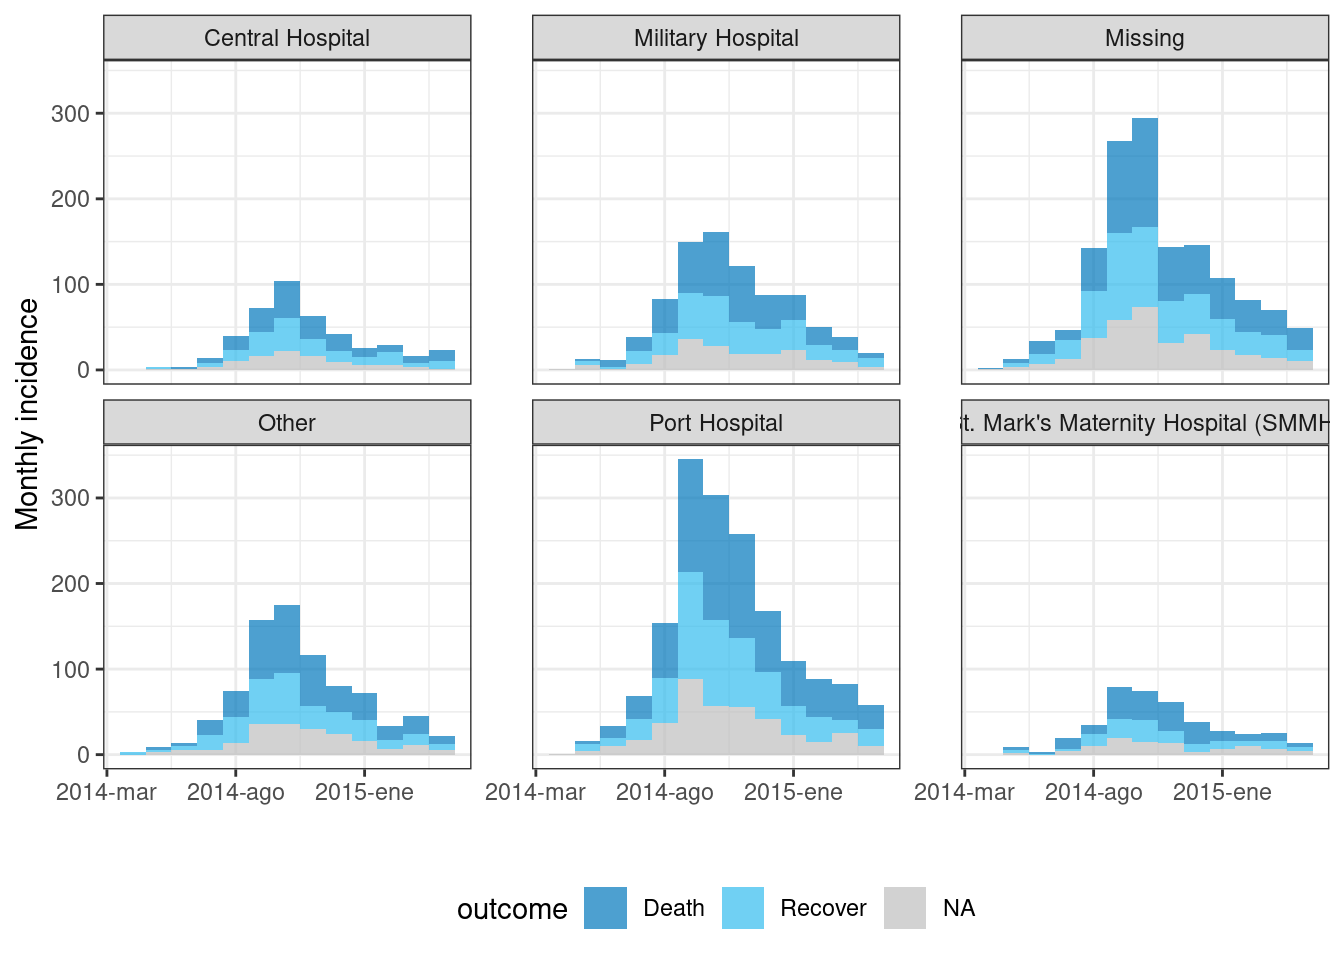 Central Hospital
Military Hospital
Missing
300
200
100
0
Other
Port Hospital
St. Mark's Maternity Hospital (SMMH
300
200
100
0
Monthly incidence
2014-mar 2014-ago 2015-ene
2014-mar 2014-ago 2015-ene
2014-mar 2014-ago 2015-ene
outcome Death Recover NA